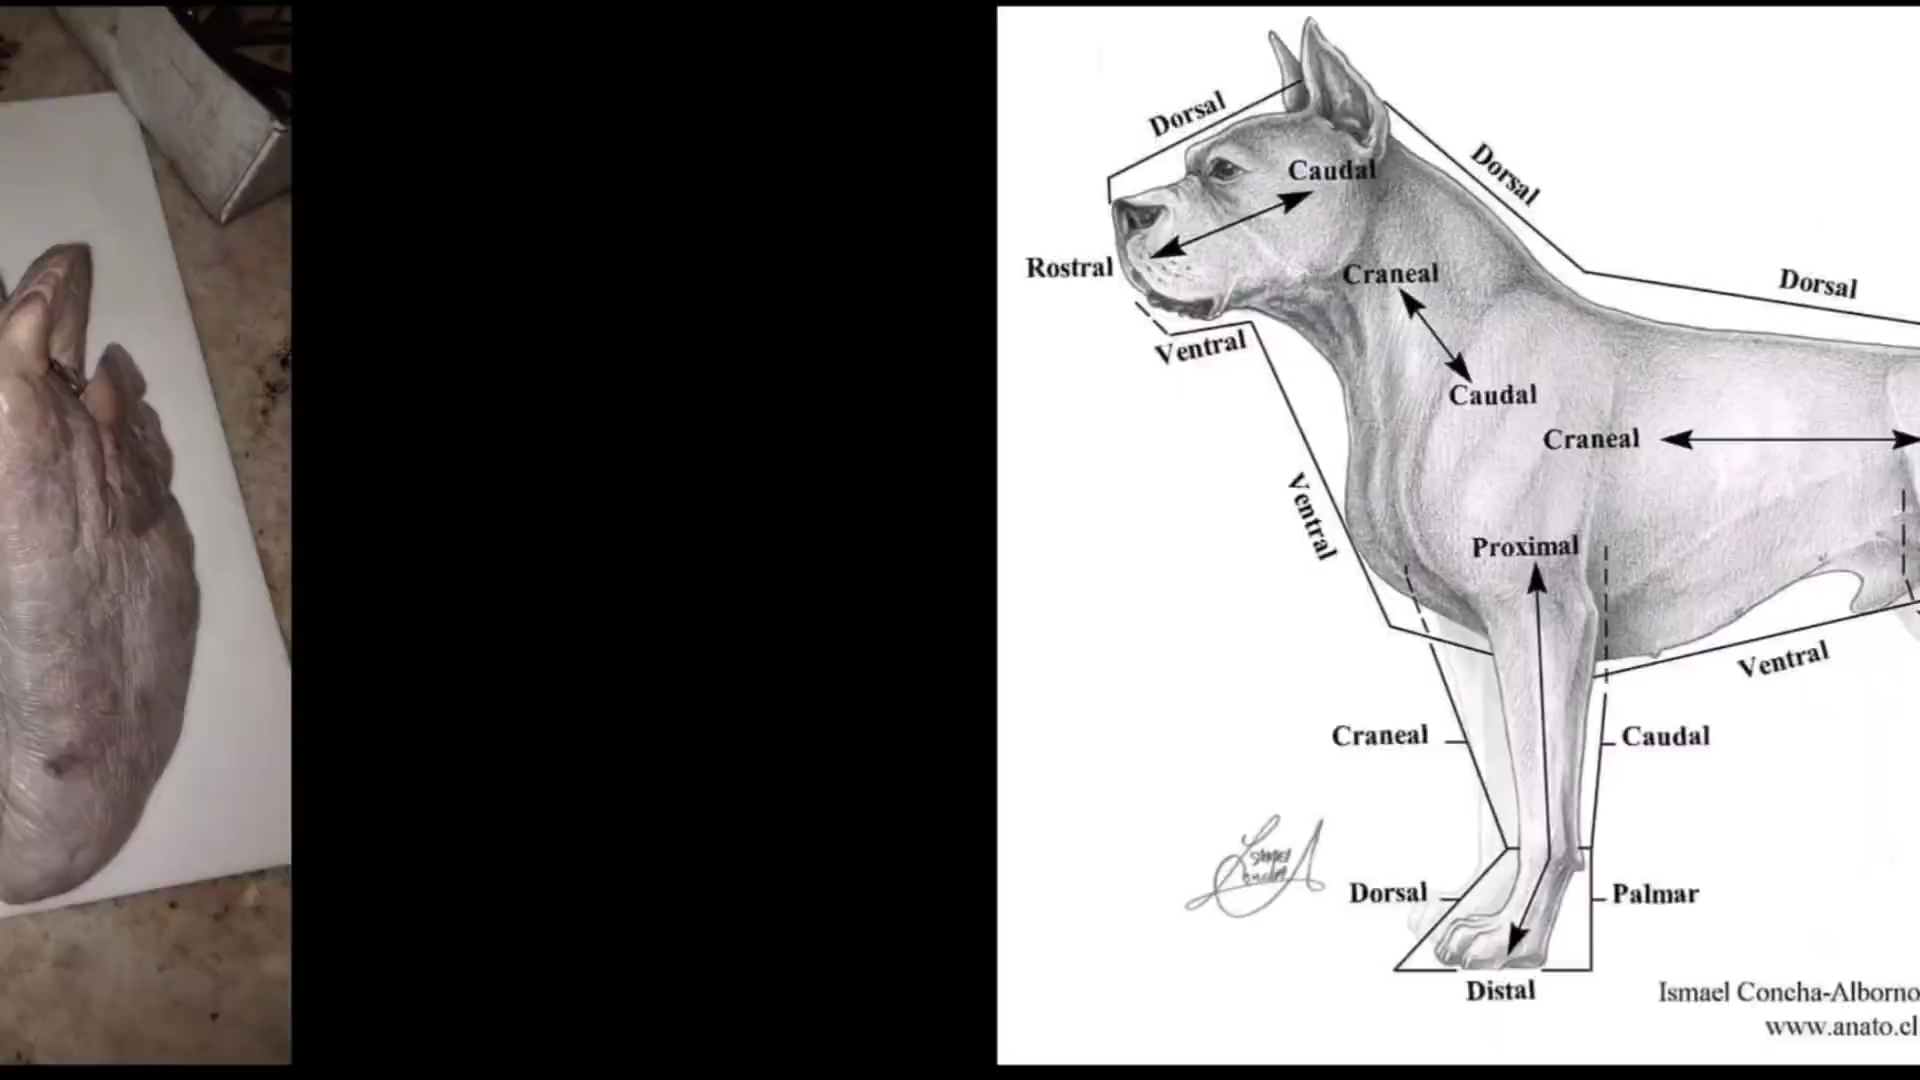 Dorsal
Caudal
Dorsal
Rostral
Craneal
Dorsal
Ventral
Caudal
Craneal
Ventral
Proximal
Ventral
Craneal
Caudal
Dorsal
Palmar
Distal
Ismael Concha-Alborno
www.anato.cl